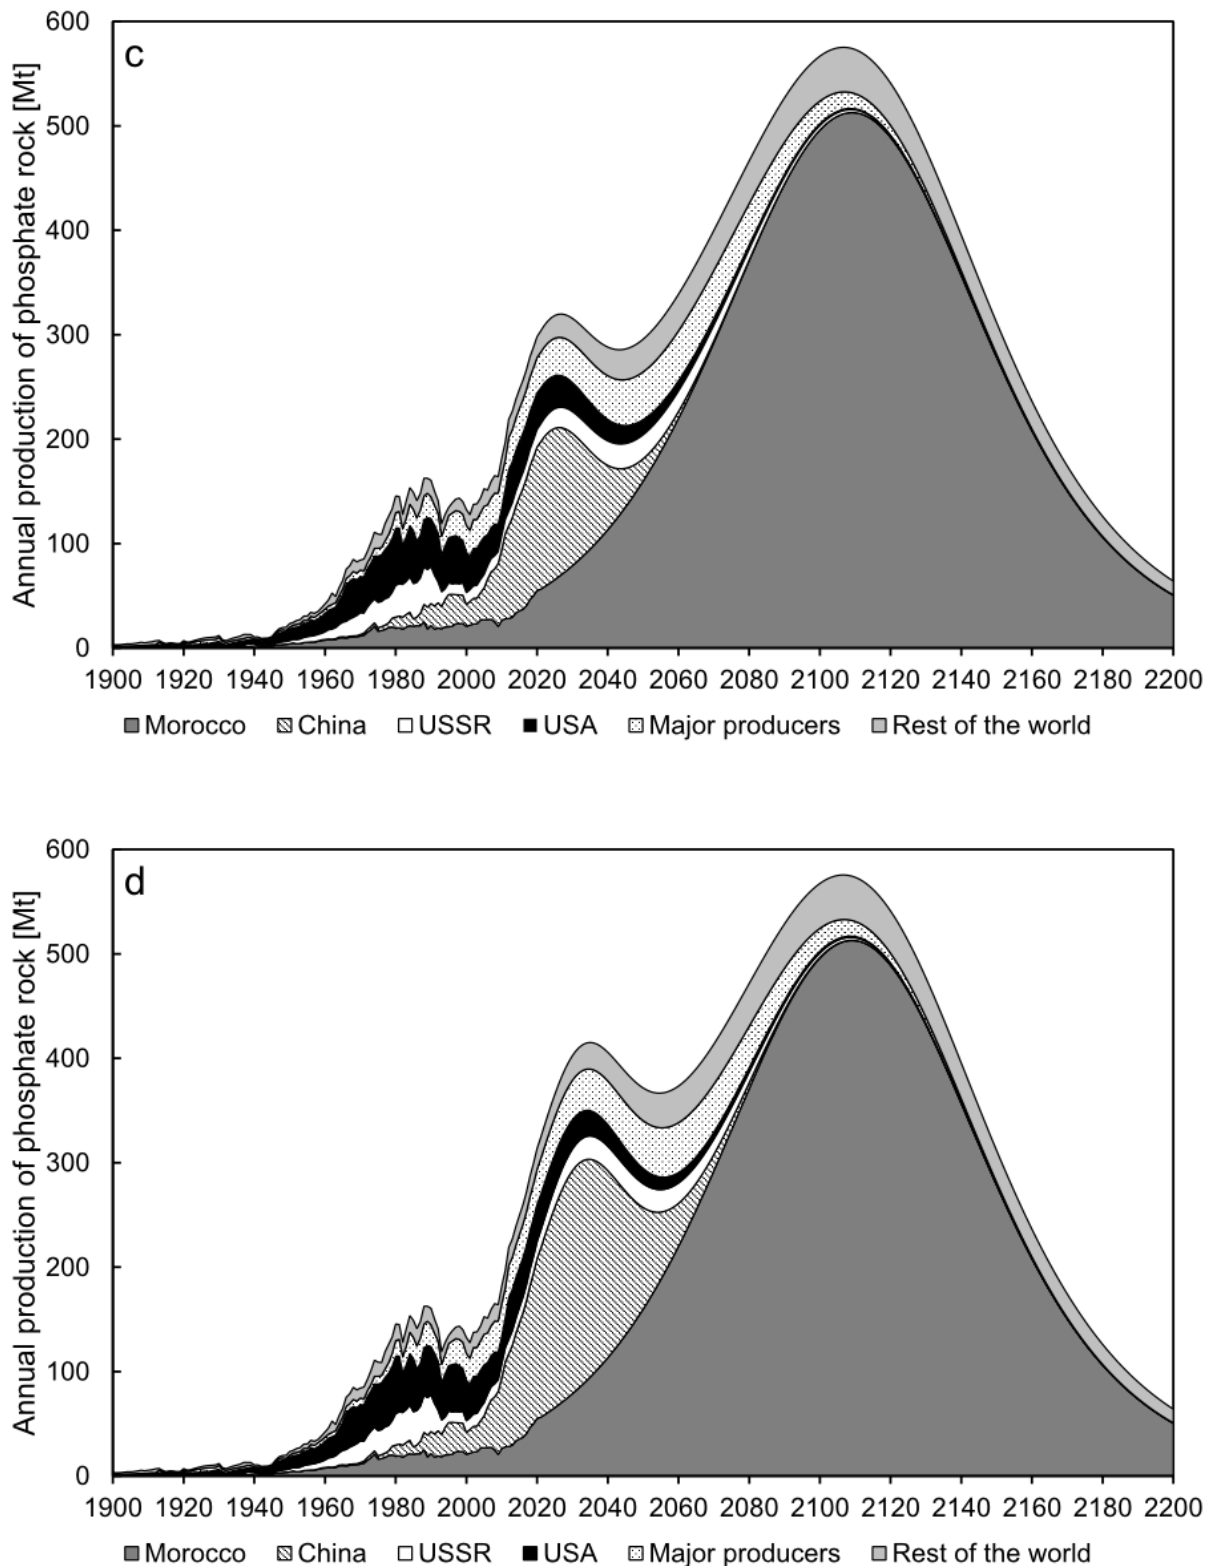 600
500
400
300
200
100
0
Annual production of phosphate rock [Mt]
c
1900 1920 1940 1960 1980 2000 2020 2040 2060 2080 2100 2120 2140 2160 2180 2200
Morocco China USSR USA Major producers Rest of the world
600
500
400
300
200
100
0
Annual production of phosphate rock [Mt]
d
1900 1920 1940 1960 1980 2000 2020 2040 2060 2080 2100 2120 2140 2160 2180 2200
Morocco China USSR USA Major producers Rest of the world